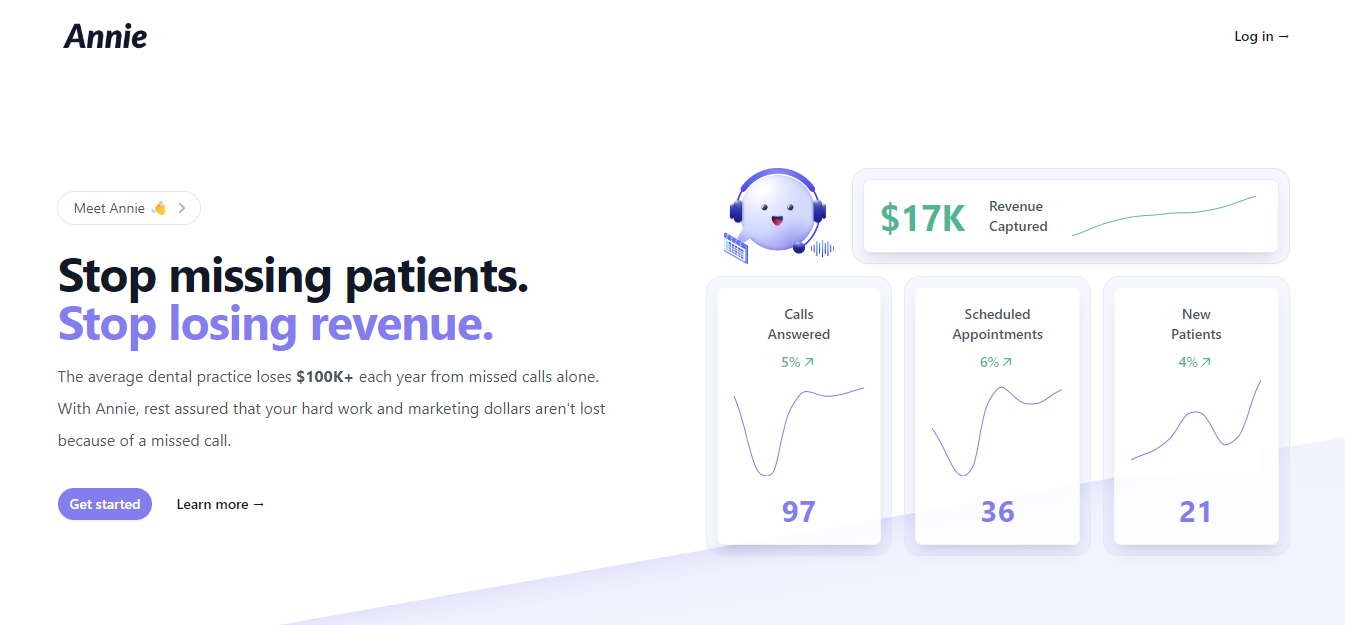 Annie
Log in →
Meet Annie 👋 >
Stop missing patients.
Stop losing revenue.
The average dental practice loses $100K+ each year from missed calls alone.
With Annie, rest assured that your hard work and marketing dollars aren't lost
because of a missed call.
Get started
Learn more →
$17K
Revenue
Captured
Calls
Answered
5% ↗
97
Scheduled
Appointments
6% ↗
36
New
Patients
4% ↗
21